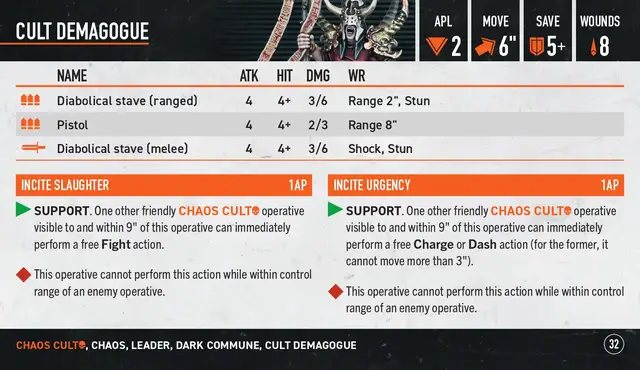 CULT DEMAGOGUE
APL 2
MOVE 6"
SAVE 5+
WOUNDS 8
NAME ATK HIT DMG WR
Diabolical stave (ranged) 4 4+ 3/6 Range 2", Stun
Pistol 4 4+ 2/3 Range 8"
Diabolical stave (melee) 4 4+ 3/6 Shock, Stun
INCITE SLAUGHTER 1AP
SUPPORT. One other friendly CHAOS CULT operative
visible to and within 9" of this operative can immediately
perform a free Fight action.
This operative cannot perform this action while within control
range of an enemy operative.
INCITE URGENCY 1AP
SUPPORT. One other friendly CHAOS CULT operative
visible to and within 9" of this operative can immediately
perform a free Charge or Dash action (for the former, it
cannot move more than 3").
This operative cannot perform this action while within control
range of an enemy operative.
CHAOS CULT, CHAOS, LEADER, DARK COMMUNE, CULT DEMAGOGUE
32